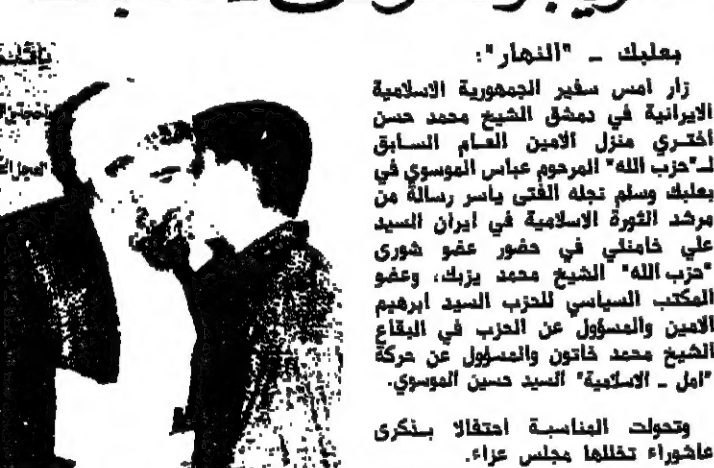 بعلبك ـ "النهار":
زار امس سفير الجمهورية الاسلامية
الايرانية في دمشق الشيخ محمد حسن
أختري منزل الامين العام السابق
لـ"حزب الله" المرحوم عباس الموسوي في
بعلبك وسلم نجله الفتى ياسر رسالة من
مرشد الثورة الاسلامية في ايران السيد
علي خامنئي في حضور عضو شورى
"حزب الله" الشيخ محمد يزبك، وعضو
المكتب السياسي للحزب السيد ابرهيم
الامين والمسؤول عن الحزب في البقاع
الشيخ محمد خاتون والمسؤول عن حركة
"امل ـ الاسلامية" السيد حسين الموسوي.
وتحولت المناسبة احتفالا بذكرى
عاشوراء تخللها مجلس عزاء.